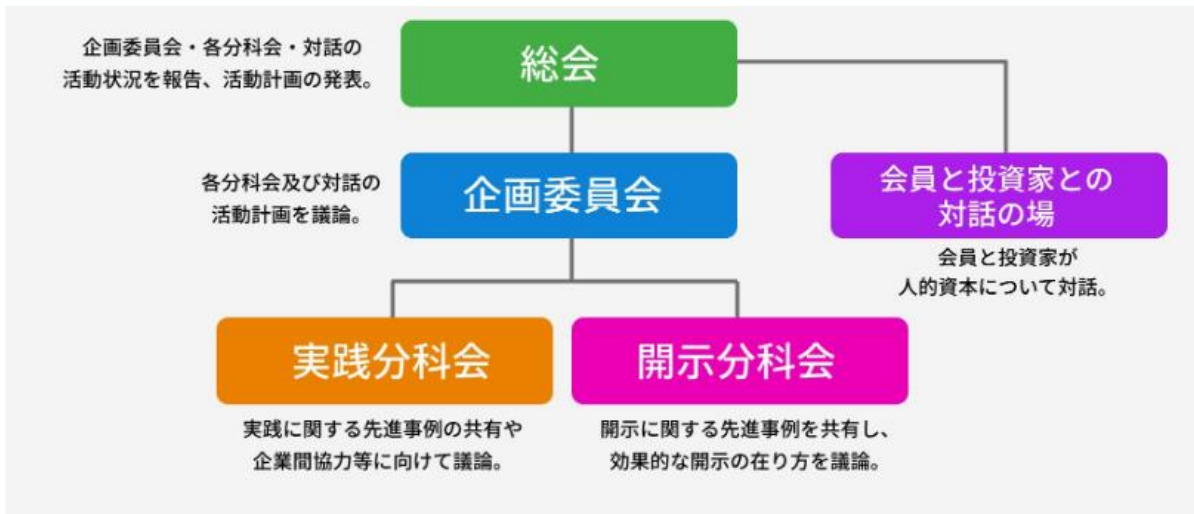 企画委員会・各分科会・対話の
活動状況を報告、活動計画の発表。
総会
各分科会及び対話の
活動計画を議論。
企画委員会
会員と投資家との
対話の場
会員と投資家が
人的資本について対話。
実践分科会
開示分科会
実践に関する先進事例の共有や
企業間協力等に向けて議論。
開示に関する先進事例を共有し、
効果的な開示の在り方を議論。